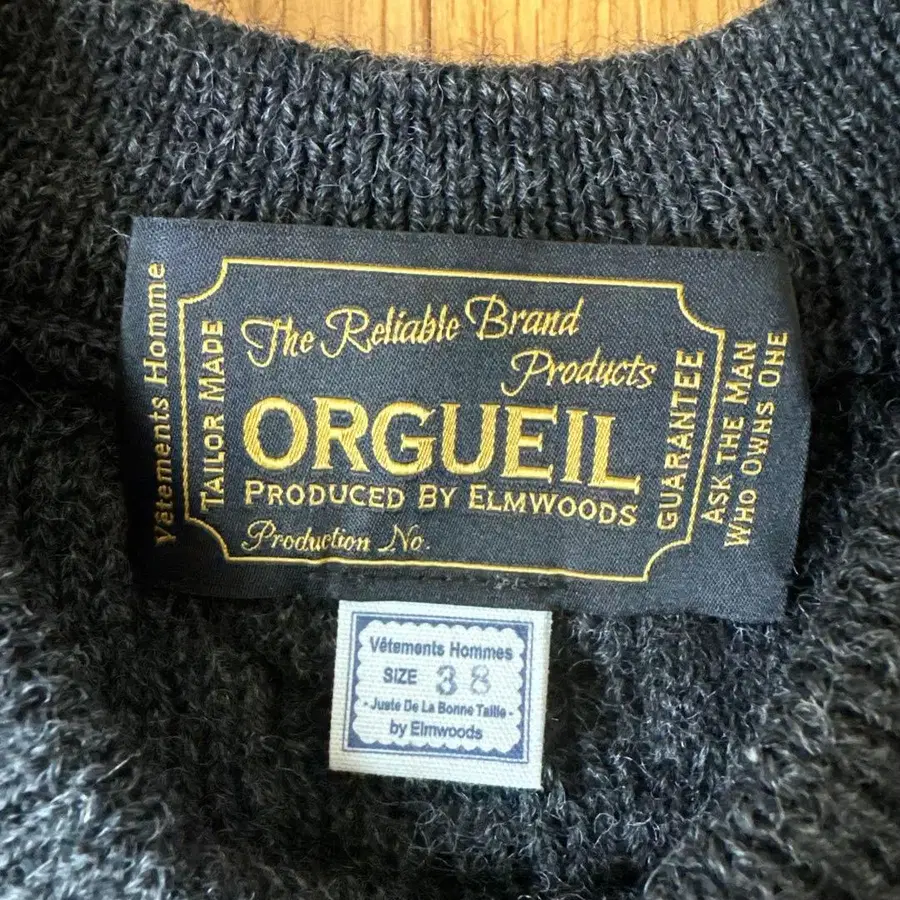 Vêtements Homme
TAILOR MADE
The Reliable Brand
Products
ORGUEIL
PRODUCED BY ELMWOODS
Production No.
GUARANTEE
ASK THE MAN
WHO OWNS ONE
Vêtements Hommes
SIZE 38
- Juste De La Bonne Taille -
by Elmwoods